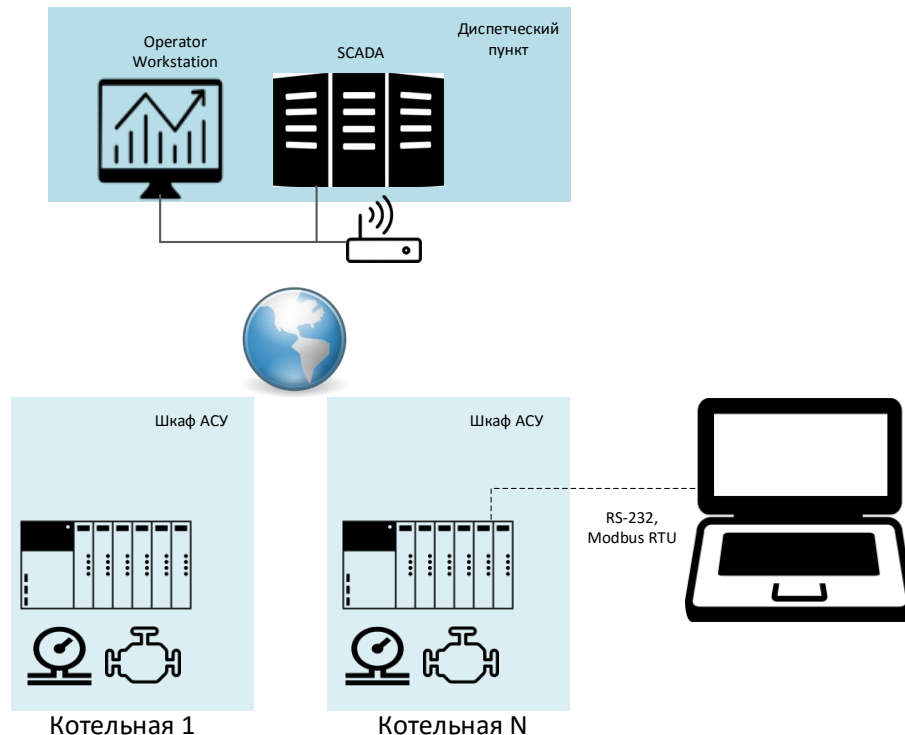 Operator
Workstation
SCADA
Диспетческий
пункт
Шкаф АСУ
Шкаф АСУ
RS-232,
Modbus RTU
Котельная 1
Котельная N